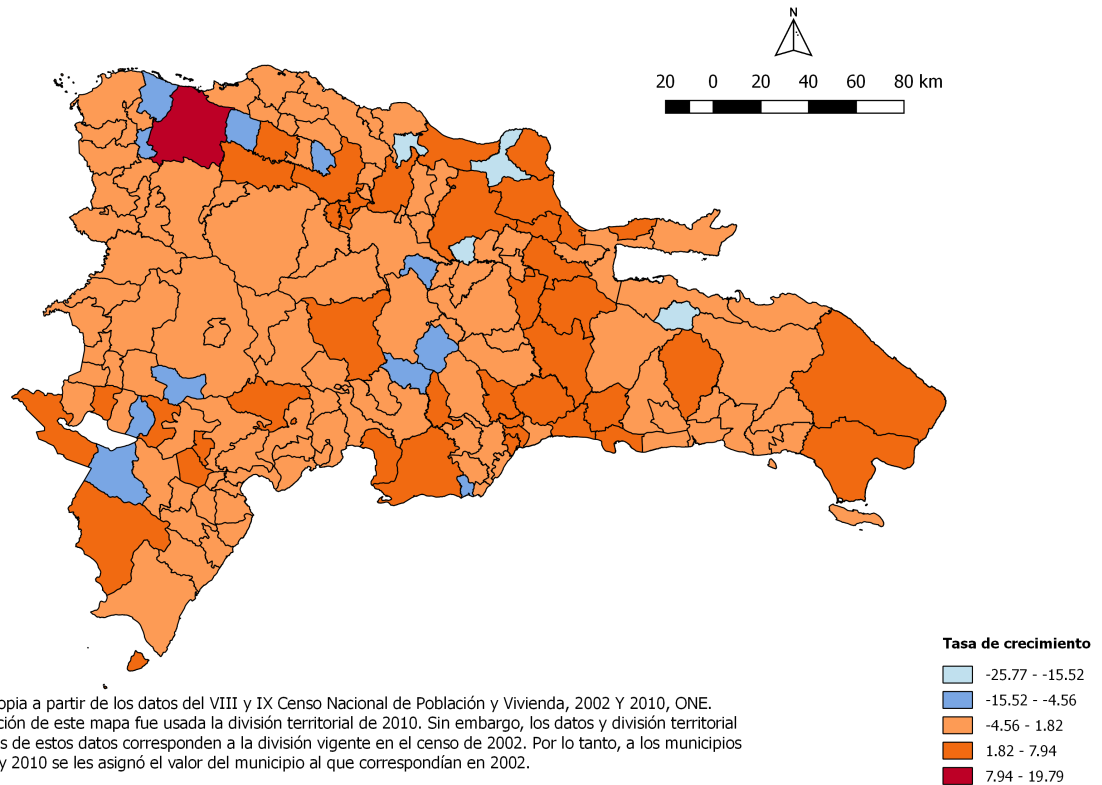 N
20 0 20 40 60 80 km
Tasa de crecimiento
-25.77 - -15.52
-15.52 - -4.56
-4.56 - 1.82
1.82 - 7.94
7.94 - 19.79
opia a partir de los datos del VIII y IX Censo Nacional de Población y Vivienda, 2002 Y 2010, ONE.
ción de este mapa fue usada la división territorial de 2010. Sin embargo, los datos y división territorial
s de estos datos corresponden a la división vigente en el censo de 2002. Por lo tanto, a los municipios
y 2010 se les asignó el valor del municipio al que correspondían en 2002.